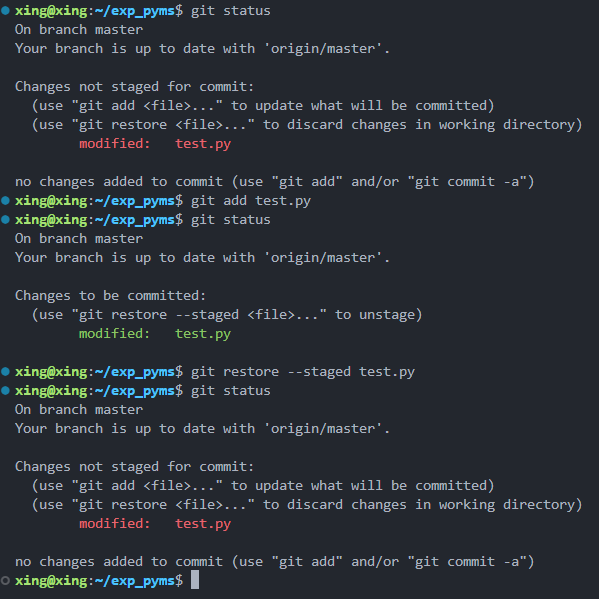 xing@xing:~/exp_pyms$ git status
On branch master
Your branch is up to date with 'origin/master'.

Changes not staged for commit:
  (use "git add <file>..." to update what will be committed)
  (use "git restore <file>..." to discard changes in working directory)
        modified:   test.py

no changes added to commit (use "git add" and/or "git commit -a")
xing@xing:~/exp_pyms$ git add test.py
xing@xing:~/exp_pyms$ git status
On branch master
Your branch is up to date with 'origin/master'.

Changes to be committed:
  (use "git restore --staged <file>..." to unstage)
        modified:   test.py

xing@xing:~/exp_pyms$ git restore --staged test.py
xing@xing:~/exp_pyms$ git status
On branch master
Your branch is up to date with 'origin/master'.

Changes not staged for commit:
  (use "git add <file>..." to update what will be committed)
  (use "git restore <file>..." to discard changes in working directory)
        modified:   test.py

no changes added to commit (use "git add" and/or "git commit -a")
xing@xing:~/exp_pyms$